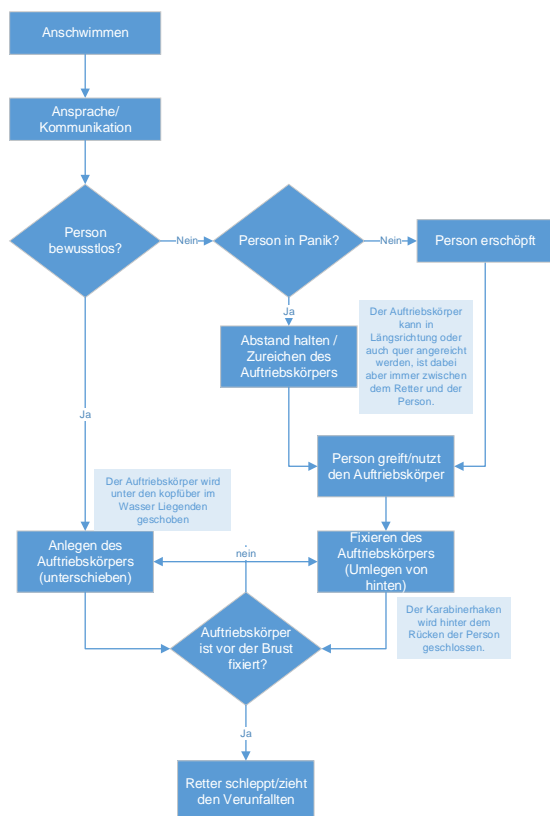 Anschwimmen
Ansprache/
Kommunikation
Person
bewusstlos?
Nein
Person in Panik?
Nein
Person erschöpft
Ja
Der Auftriebskörper
kann in
Längsrichtung oder
auch quer angereicht
werden, ist dabei
aber immer zwischen
dem Retter und der
Person.
Abstand halten /
Zureichen des
Auftriebskörpers
Ja
Person greift/nutzt
den Auftriebskörper
Der Auftriebskörper wird
unter den kopfüber im
Wasser Liegenden
geschoben
Anlegen des
Auftriebskörpers
(unterschieben)
nein
Fixieren des
Auftriebskörpers
(Umlegen von
hinten)
Der Karabinerhaken
wird hinter dem
Rücken der Person
geschlossen.
Auftriebskörper
ist vor der Brust
fixiert?
Ja
Retter schleppt/zieht
den Verunfallten